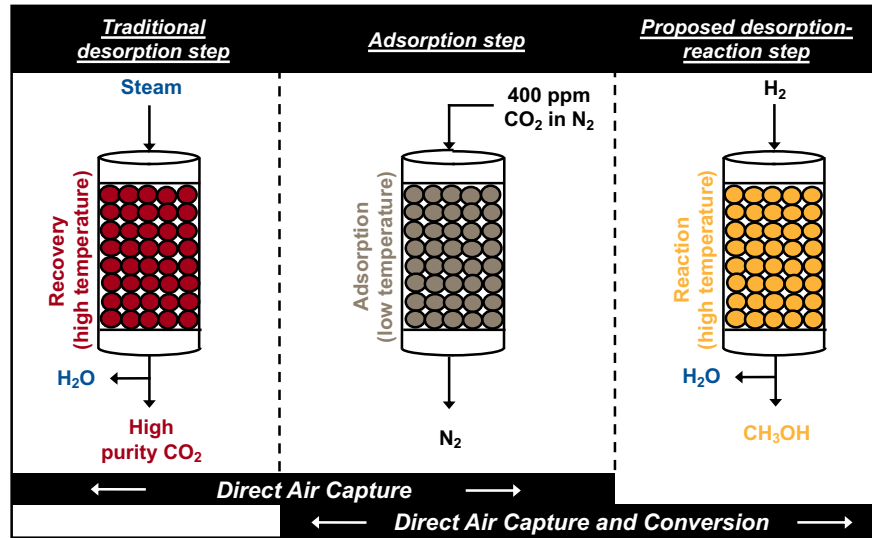 Traditional
desorption step
Adsorption step
Proposed desorption-
reaction step
Steam
400 ppm
CO₂ in N₂
H₂
Recovery
(high temperature)
Adsorption
(low temperature)
Reaction
(high temperature)
H₂O
High
purity CO₂
N₂
H₂O
CH₃OH
Direct Air Capture
Direct Air Capture and Conversion